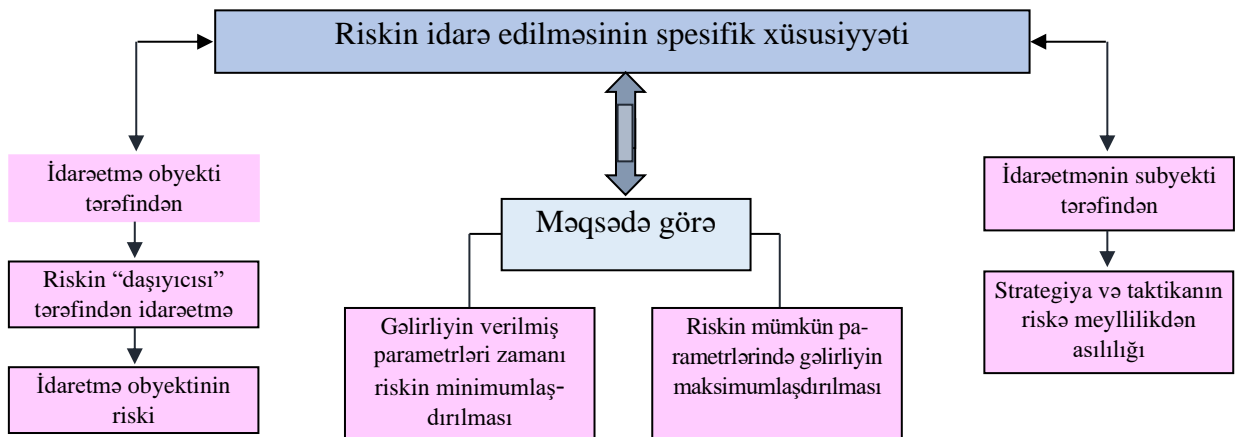 Riskin idarə edilməsinin spesifik xüsusiyyəti
İdarəetmə obyekti
tərəfindən
Riskin “daşıyıcısı”
tərəfindən idarəetmə
İdaretmə obyektinin
riski
Məqsədə görə
Gəlirliyin verilmiş
parametrləri zamanı
riskin minimumlaş-
dırılması
Riskin mümkün pa-
rametrlərində gəlirliyin
maksimumlaşdırılması
İdarəetmənin subyekti
tərəfindən
Strategiya və taktikanın
riskə meyllilikdən
asılılığı